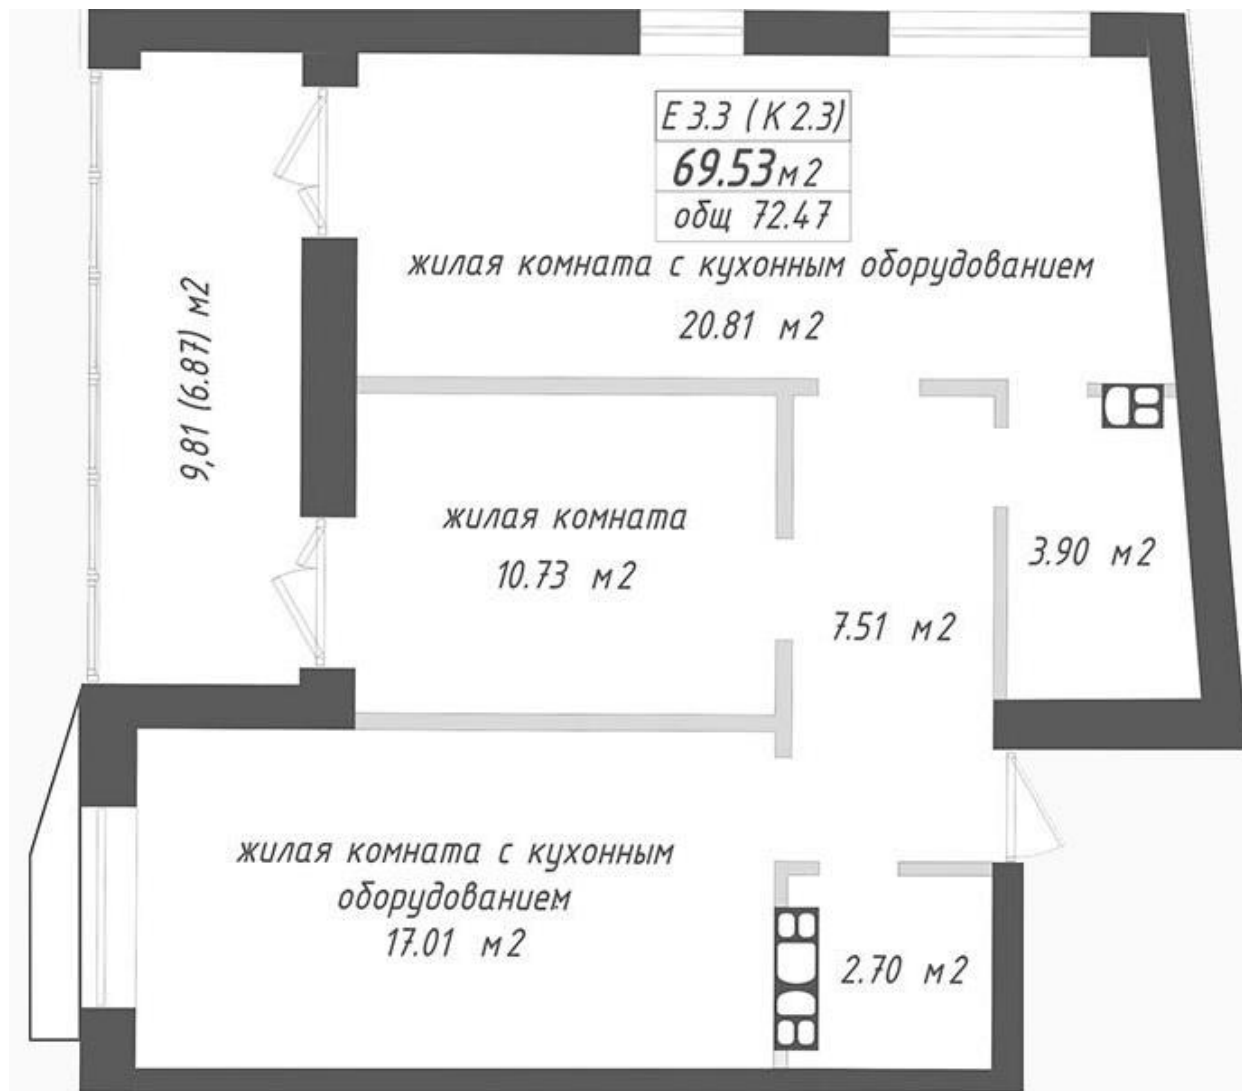 Е 3.3 (К 2.3)
69.53 м2
общ 72.47
жилая комната с кухонным оборудованием
20.81 м2
9,81 (6.87) м2
жилая комната
10.73 м2
3.90 м2
7.51 м2
жилая комната с кухонным
оборудованием
17.01 м2
2.70 м2